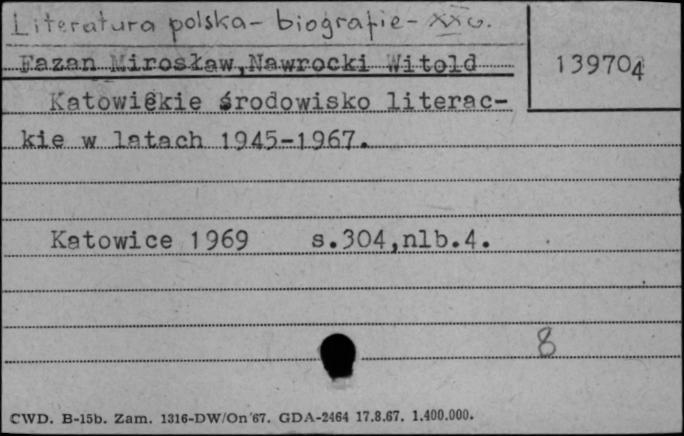 Literatura polska - biografie - XX w.
Fazan Mirosław, Nawrocki Witold
139704
Katowickie środowisko literac-
kie w latach 1945-1967.
Katowice 1969 s.304,nlb.4.
8
CWD. B-15b. Zam. 1316-DW/On'67. GDA-2464 17.8.67. 1.400.000.